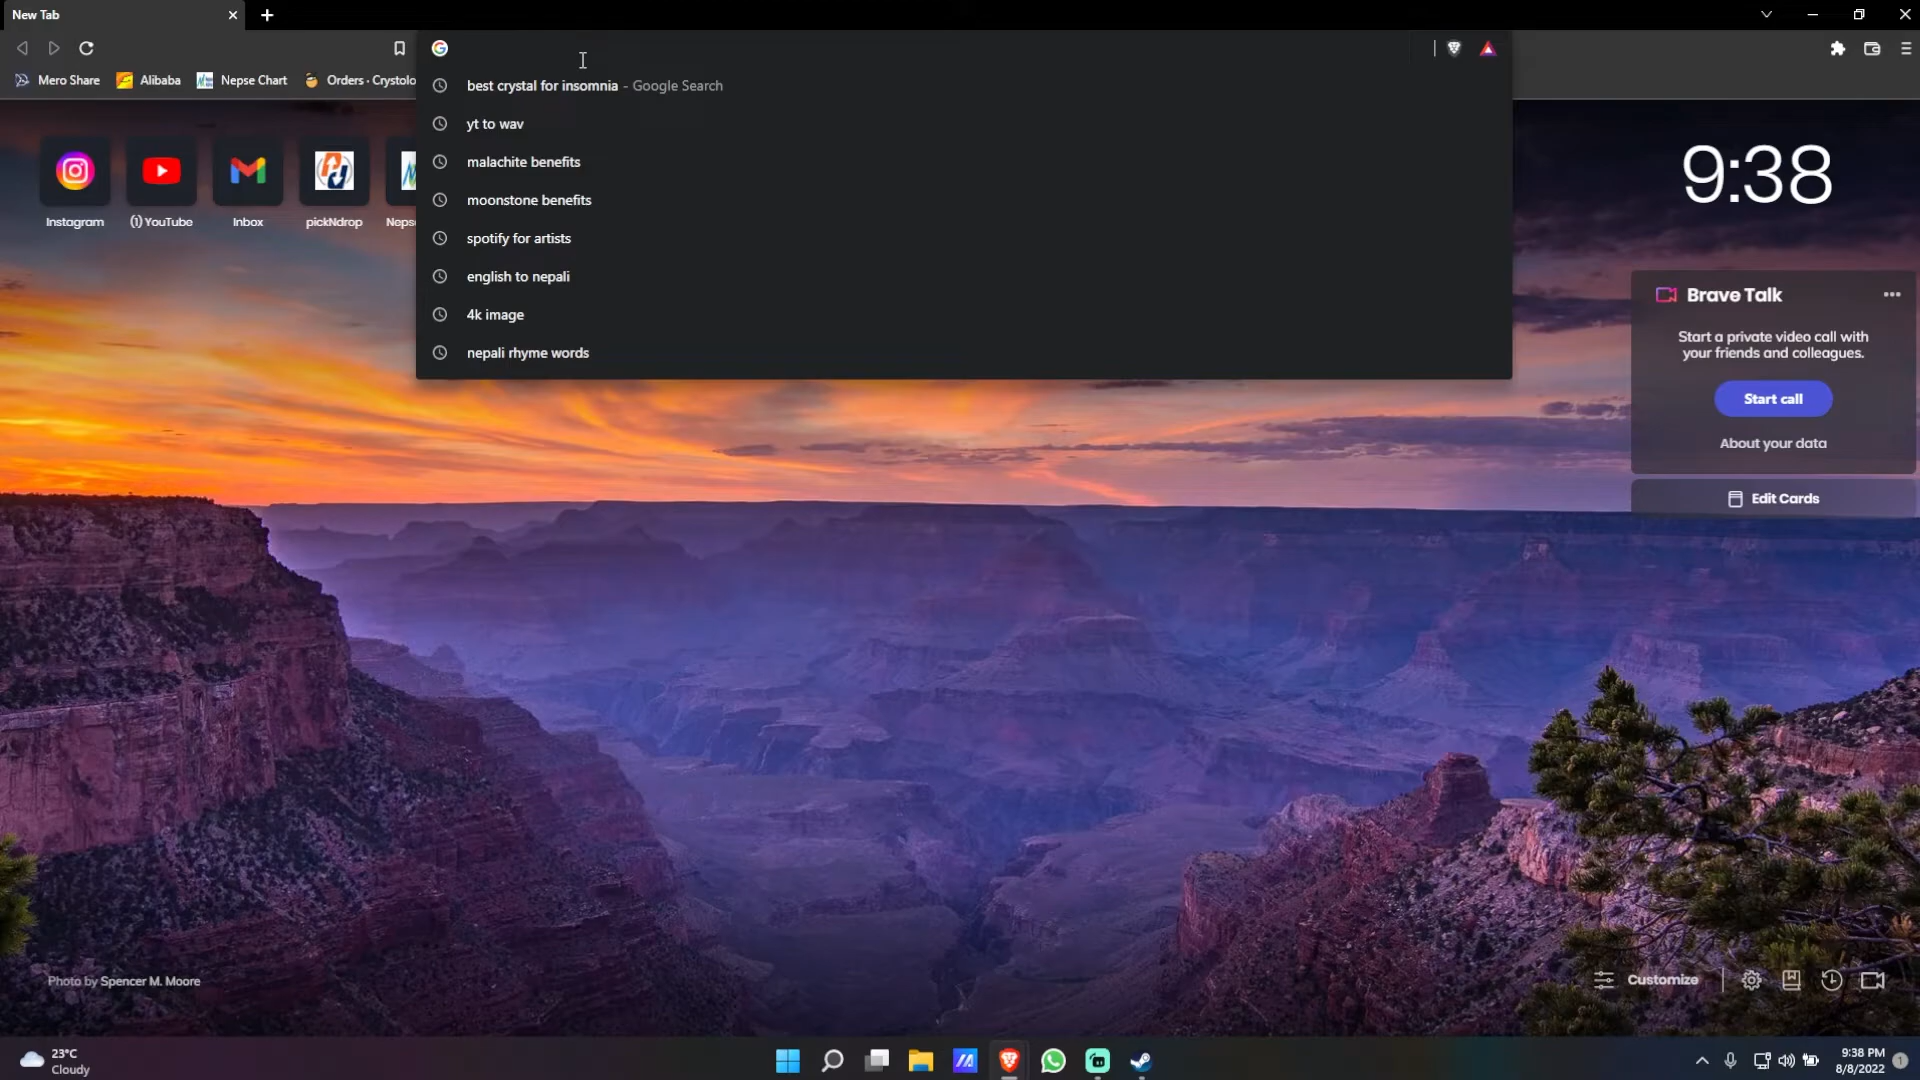 New Tab
best crystal for insomnia - Google Search
yt to wav
malachite benefits
moonstone benefits
spotify for artists
english to nepali
4k image
nepali rhyme words
Mero Share
Alibaba
Nepse Chart
Orders · Crystolo
Instagram
(1) YouTube
Inbox
pickNdrop
Neps
9:38
Brave Talk
Start a private video call with
your friends and colleagues.
Start call
About your data
Edit Cards
Photo by Spencer M. Moore
Customize
23°C
Cloudy
9:38 PM
8/8/2022
1